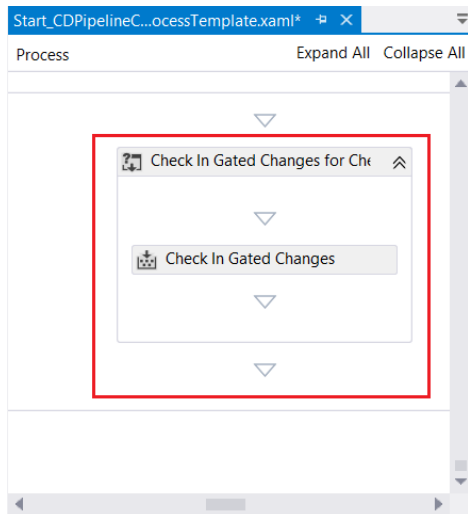 Start_CDPipelineC...ocessTemplate.xaml*
Process Expand All Collapse All
Check In Gated Changes for Che
Check In Gated Changes